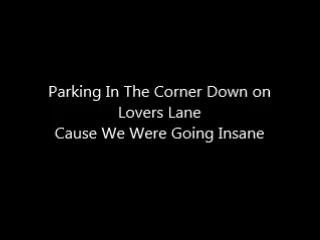 Parking In The Corner Down on
Lovers Lane
Cause We Were Going Insane